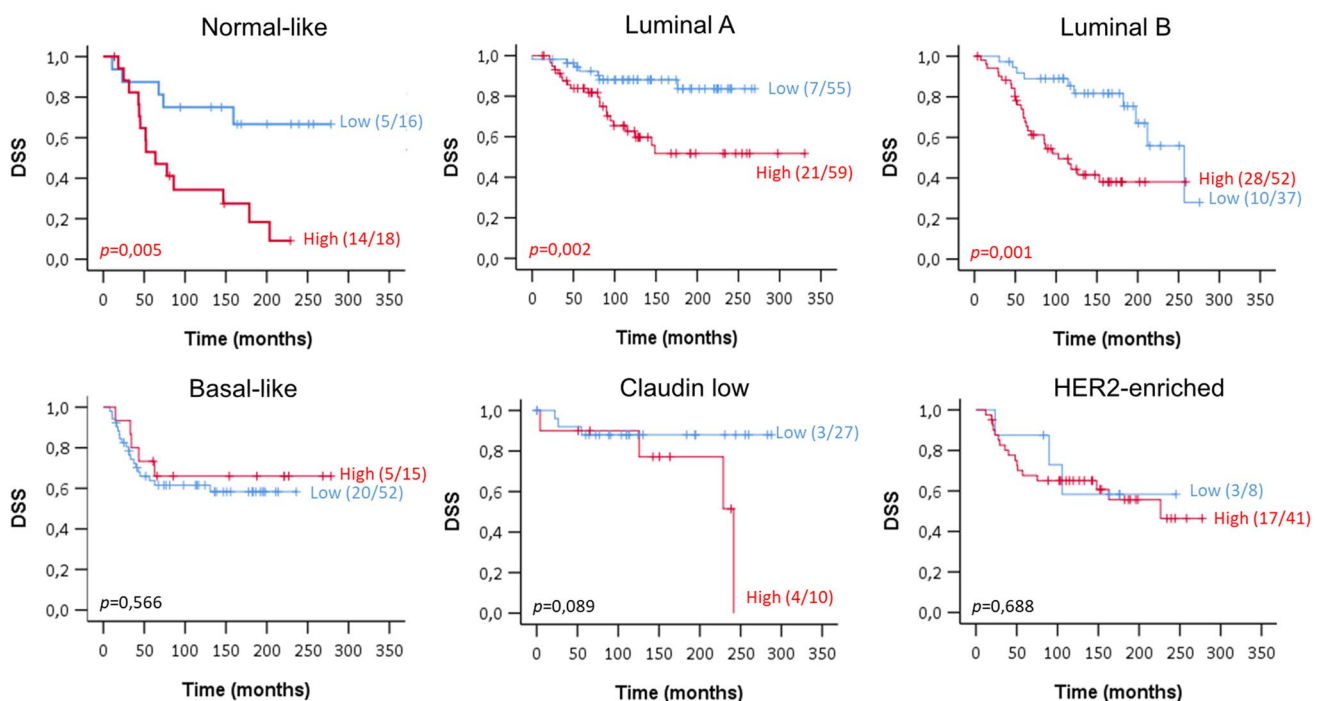 Normal-like
1,0
0,8
0,6
0,4
0,2
0,0
DSS
Low (5/16)
High (14/18)
p=0,005
0 50 100 150 200 250 300 350
Time (months)
Luminal A
1,0
0,8
0,6
0,4
0,2
0,0
DSS
Low (7/55)
High (21/59)
p=0,002
0 50 100 150 200 250 300 350
Time (months)
Luminal B
1,0
0,8
0,6
0,4
0,2
0,0
DSS
High (28/52)
Low (10/37)
p=0,001
0 50 100 150 200 250 300 350
Time (months)
Basal-like
1,0
0,8
0,6
0,4
0,2
0,0
DSS
High (5/15)
Low (20/52)
p=0,566
0 50 100 150 200 250 300 350
Time (months)
Claudin low
1,0
0,8
0,6
0,4
0,2
0,0
DSS
Low (3/27)
High (4/10)
p=0,089
0 50 100 150 200 250 300 350
Time (months)
HER2-enriched
1,0
0,8
0,6
0,4
0,2
0,0
DSS
Low (3/8)
High (17/41)
p=0,688
0 50 100 150 200 250 300 350
Time (months)